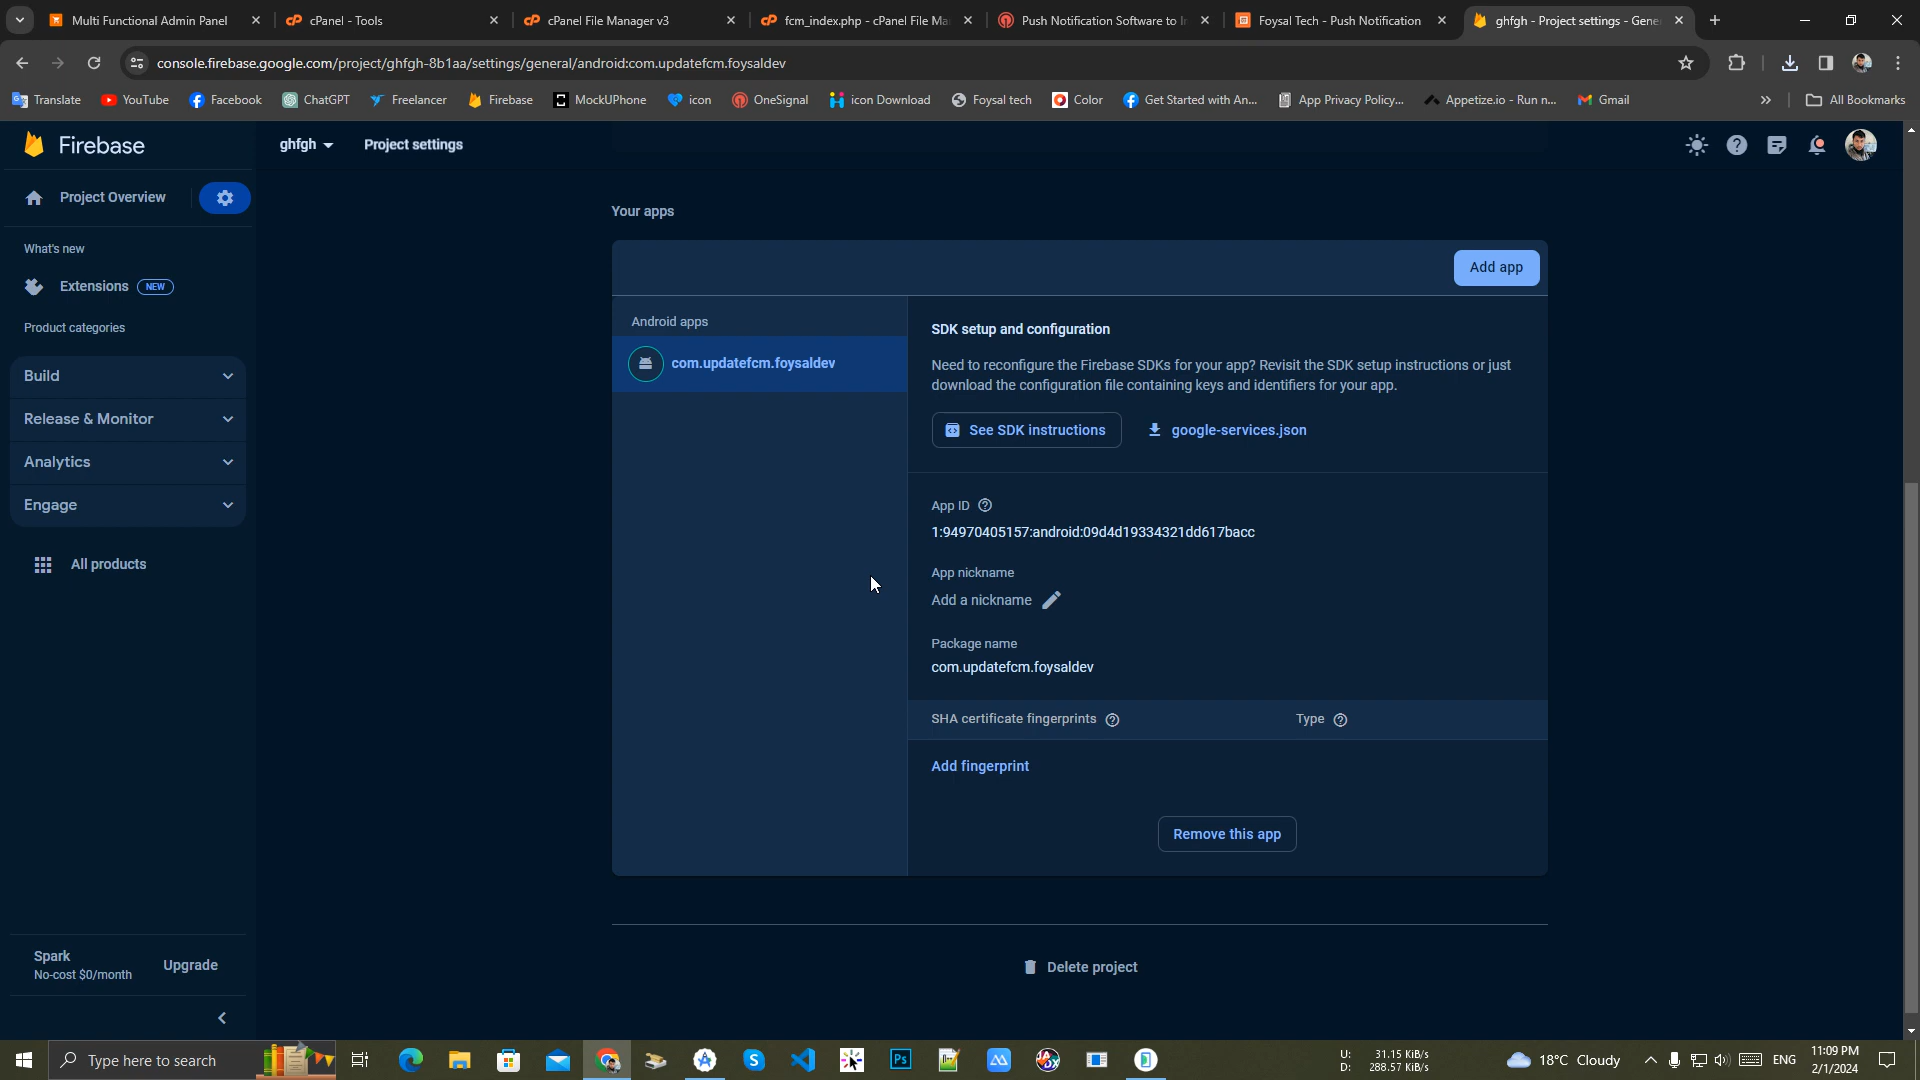 Multi Functional Admin Panel
cPanel - Tools
cPanel File Manager v3
fcm_index.php - cPanel File Ma
Push Notification Software to I
Foysal Tech - Push Notification
ghfgh - Project settings - Gene
console.firebase.google.com/project/ghfgh-8b1aa/settings/general/android:com.updatefcm.foysaldev
Translate
YouTube
Facebook
ChatGPT
Freelancer
Firebase
MockUPhone
icon
OneSignal
icon Download
Foysal tech
Color
Get Started with An...
App Privacy Policy...
Appetize.io - Run n...
Gmail
All Bookmarks
Firebase
ghfgh
Project settings
Project Overview
What's new
Extensions NEW
Product categories
Build
Release & Monitor
Analytics
Engage
All products
Spark
No-cost $0/month
Upgrade
Your apps
Add app
Android apps
com.updatefcm.foysaldev
SDK setup and configuration
Need to reconfigure the Firebase SDKs for your app? Revisit the SDK setup instructions or just
download the configuration file containing keys and identifiers for your app.
See SDK instructions
google-services.json
App ID
1:94970405157:android:09d4d19334321dd617bacc
App nickname
Add a nickname
Package name
com.updatefcm.foysaldev
SHA certificate fingerprints
Type
Add fingerprint
Remove this app
Delete project
Type here to search
Ps
U: 31.15 KiB/s
D: 288.57 KiB/s
18°C Cloudy
ENG
11:09 PM
2/1/2024